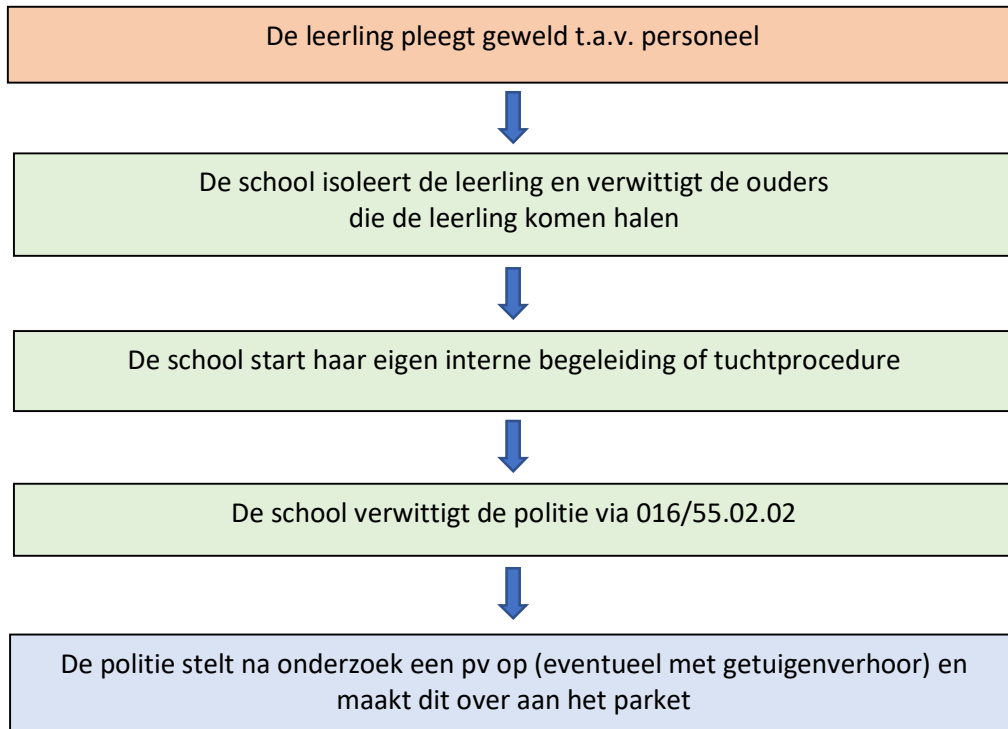 De leerling pleegt geweld t.a.v. personeel
De school isoleert de leerling en verwittigt de ouders
die de leerling komen halen
De school start haar eigen interne begeleiding of tuchtprocedure
De school verwittigt de politie via 016/55.02.02
De politie stelt na onderzoek een pv op (eventueel met getuigenverhoor) en
maakt dit over aan het parket